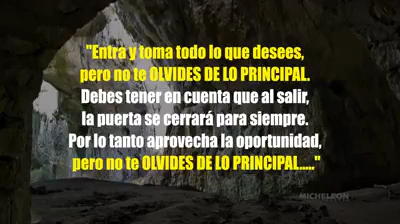 "Entra y toma todo lo que desees,
pero no te OLVIDES DE LO PRINCIPAL.
Debes tener en cuenta que al salir,
la puerta se cerrará para siempre.
Por lo tanto aprovecha la oportunidad,
pero no te OLVIDES DE LO PRINCIPAL....."
MICHELEON